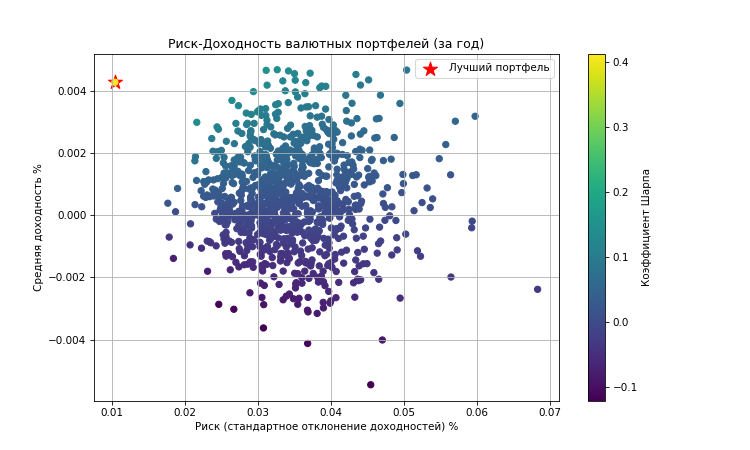 Риск-Доходность валютных портфелей (за год)
Лучший портфель
Средняя доходность %
0.004
0.002
0.000
−0.002
−0.004
0.01 0.02 0.03 0.04 0.05 0.06 0.07
Риск (стандартное отклонение доходностей) %
0.4
0.3
0.2
0.1
0.0
−0.1
Коэффициент Шарпа